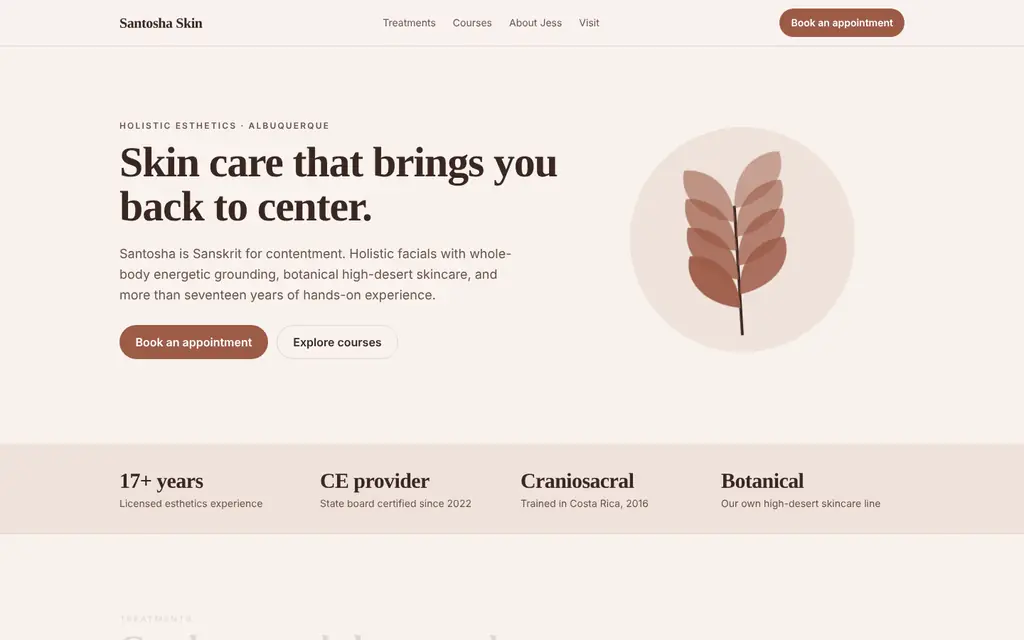 Santosha Skin
Treatments Courses About Jess Visit
Book an appointment
HOLISTIC ESTHETICS · ALBUQUERQUE
Skin care that brings you
back to center.
Santosha is Sanskrit for contentment. Holistic facials with whole-
body energetic grounding, botanical high-desert skincare, and
more than seventeen years of hands-on experience.
Book an appointment
Explore courses
17+ years
Licensed esthetics experience
CE provider
State board certified since 2022
Craniosacral
Trained in Costa Rica, 2016
Botanical
Our own high-desert skincare line
TREATMENTS